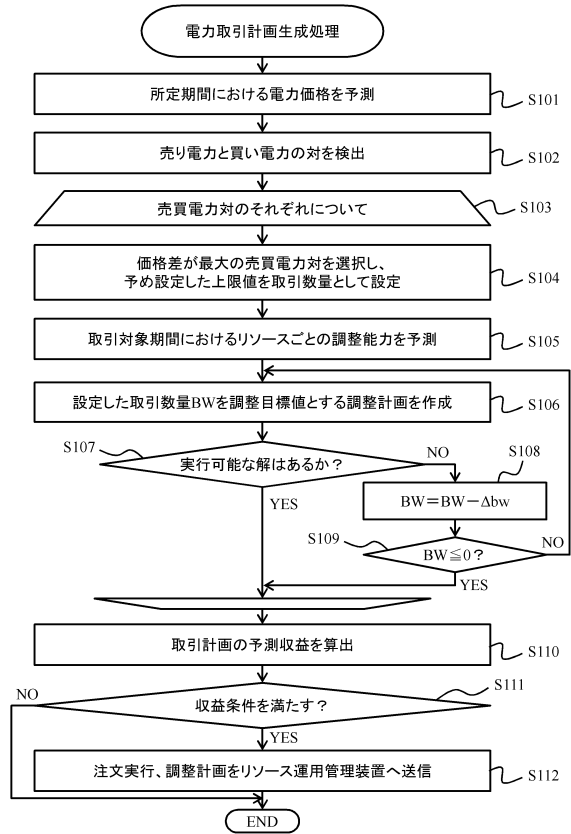 電力取引計画生成処理
所定期間における電力価格を予測
S101
売り電力と買い電力の対を検出
S102
売買電力対のそれぞれについて
S103
価格差が最大の売買電力対を選択し、
予め設定した上限値を取引数量として設定
S104
取引対象期間におけるリソースごとの調整能力を予測
S105
設定した取引数量BWを調整目標値とする調整計画を作成
S106
S107
実行可能な解はあるか？
NO
S108
YES
BW＝BW－Δbw
S109
BW≦0？
NO
YES
取引計画の予測収益を算出
S110
S111
NO
収益条件を満たす？
YES
注文実行、調整計画をリソース運用管理装置へ送信
S112
END